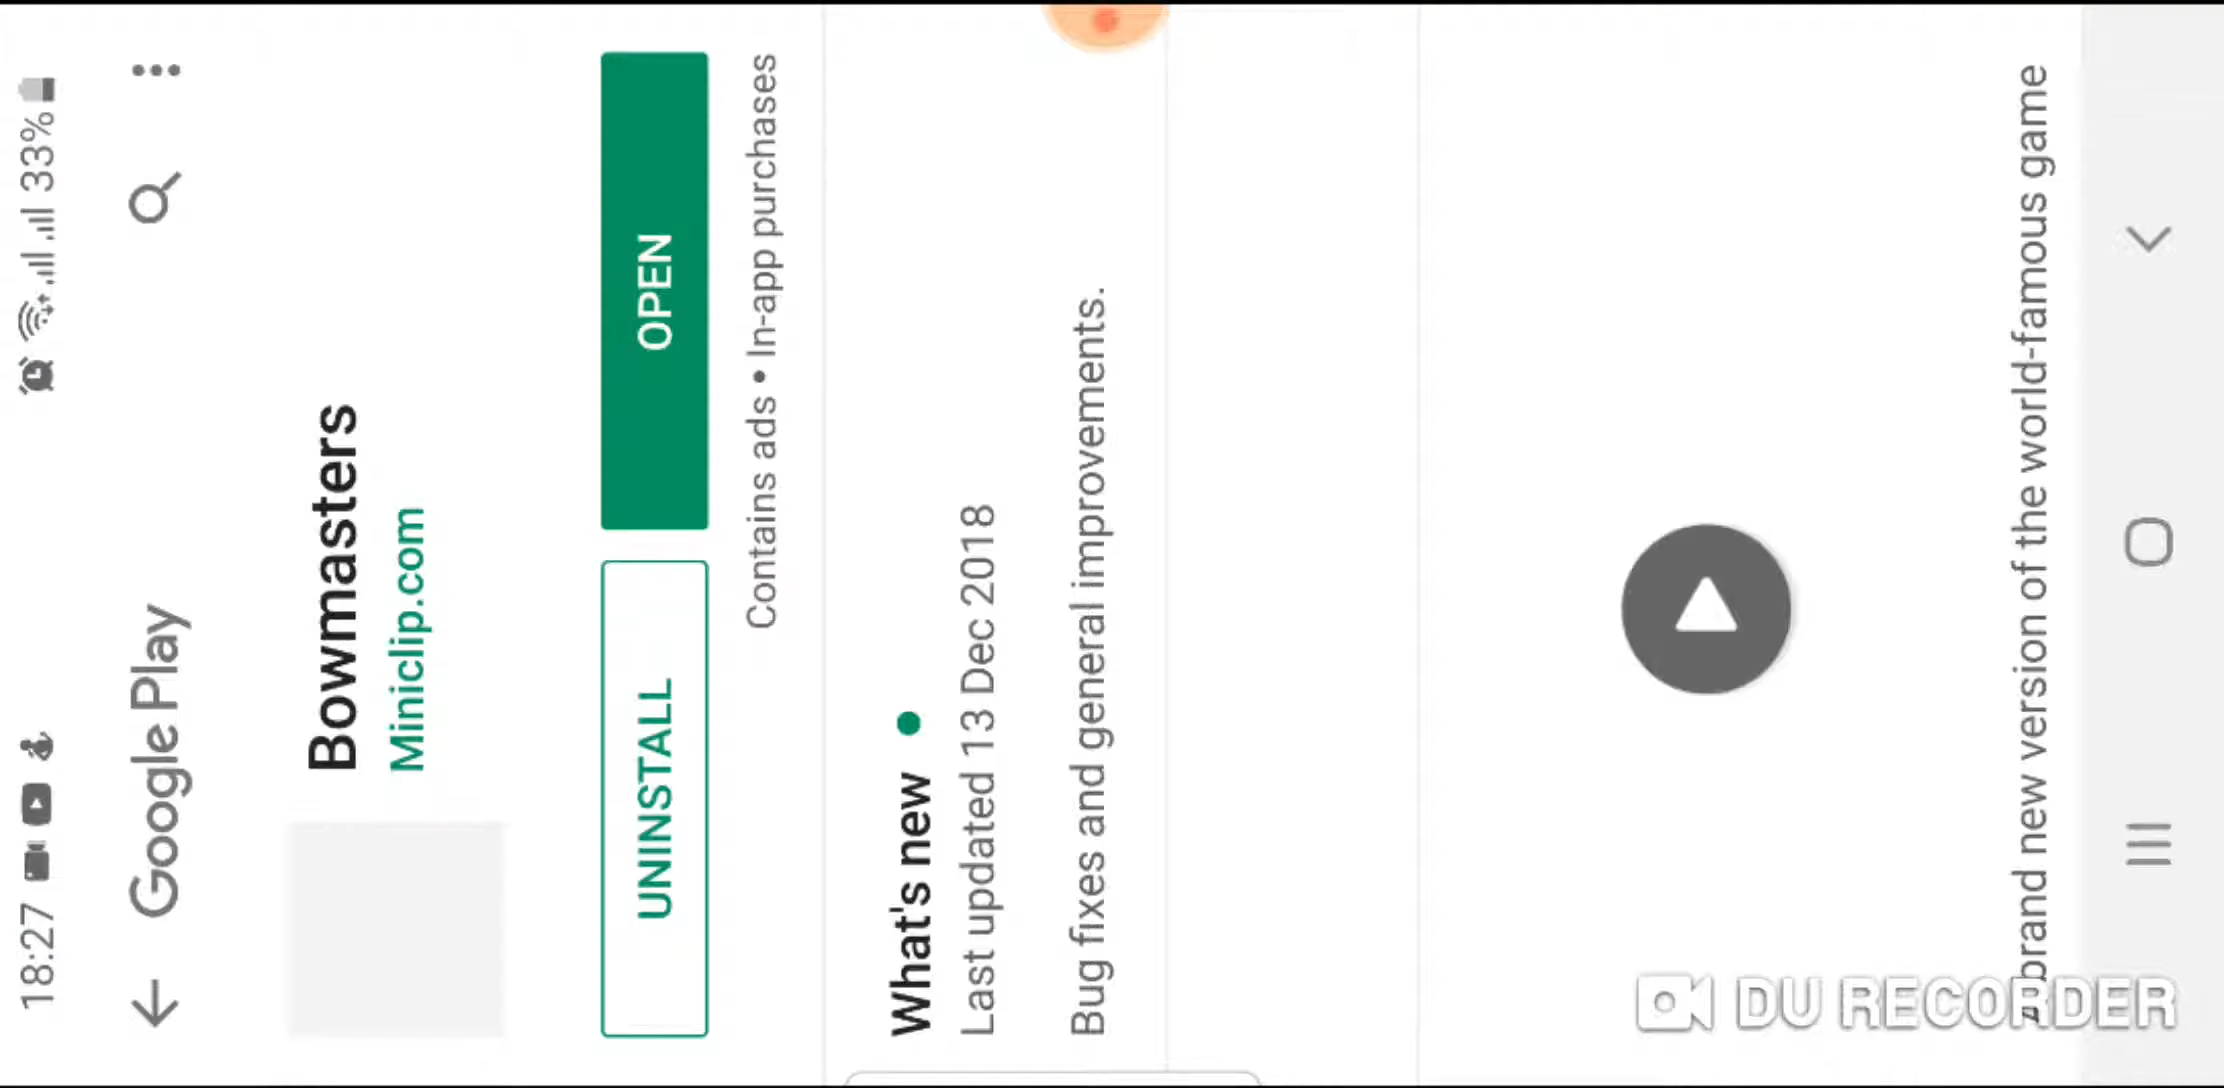 18:27
33%
Google Play
Bowmasters
Miniclip.com
UNINSTALL
OPEN
Contains ads • In-app purchases
What's new
Last updated 13 Dec 2018
Bug fixes and general improvements.
brand new version of the world-famous game
DU RECORDER